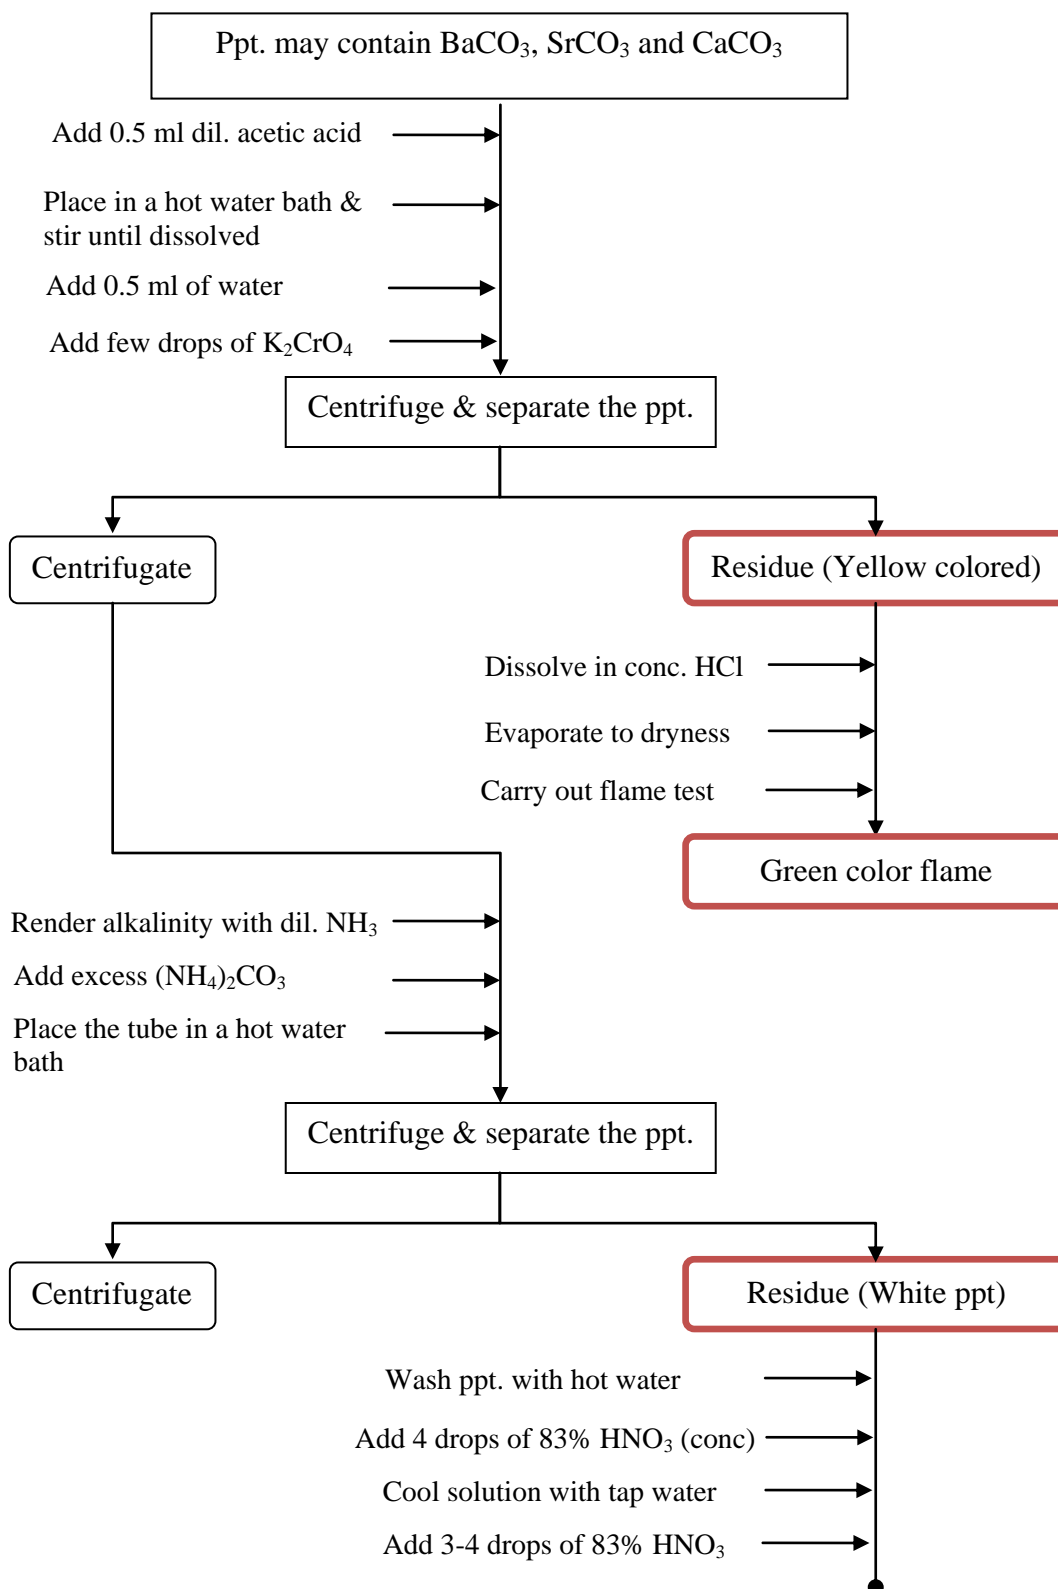 Ppt. may contain BaCO₃, SrCO₃ and CaCO₃
Add 0.5 ml dil. acetic acid
Place in a hot water bath &
stir until dissolved
Add 0.5 ml of water
Add few drops of K₂CrO₄
Centrifuge & separate the ppt.
Centrifugate
Residue (Yellow colored)
Dissolve in conc. HCl
Evaporate to dryness
Carry out flame test
Green color flame
Render alkalinity with dil. NH₃
Add excess (NH₄)₂CO₃
Place the tube in a hot water
bath
Centrifuge & separate the ppt.
Centrifugate
Residue (White ppt)
Wash ppt. with hot water
Add 4 drops of 83% HNO₃ (conc)
Cool solution with tap water
Add 3-4 drops of 83% HNO₃